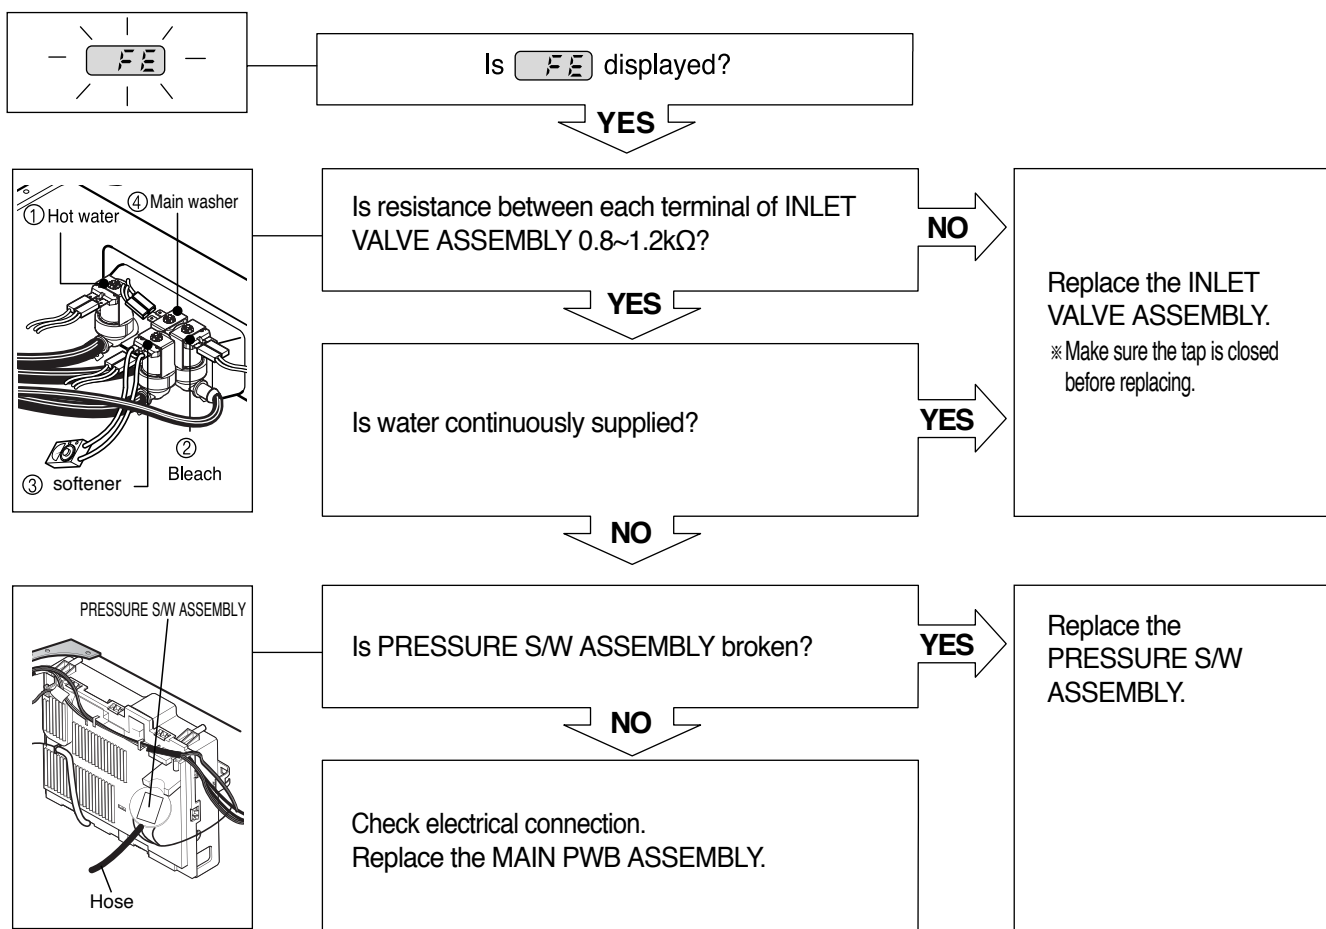 FE
Is FE displayed?
YES
① Hot water
④ Main washer
② Bleach
③ softener
Is resistance between each terminal of INLET
VALVE ASSEMBLY 0.8~1.2kΩ?
NO
Replace the INLET
VALVE ASSEMBLY.
※ Make sure the tap is closed
before replacing.
YES
Is water continuously supplied?
YES
NO
PRESSURE S/W ASSEMBLY
Hose
Is PRESSURE S/W ASSEMBLY broken?
YES
Replace the
PRESSURE S/W
ASSEMBLY.
NO
Check electrical connection.
Replace the MAIN PWB ASSEMBLY.